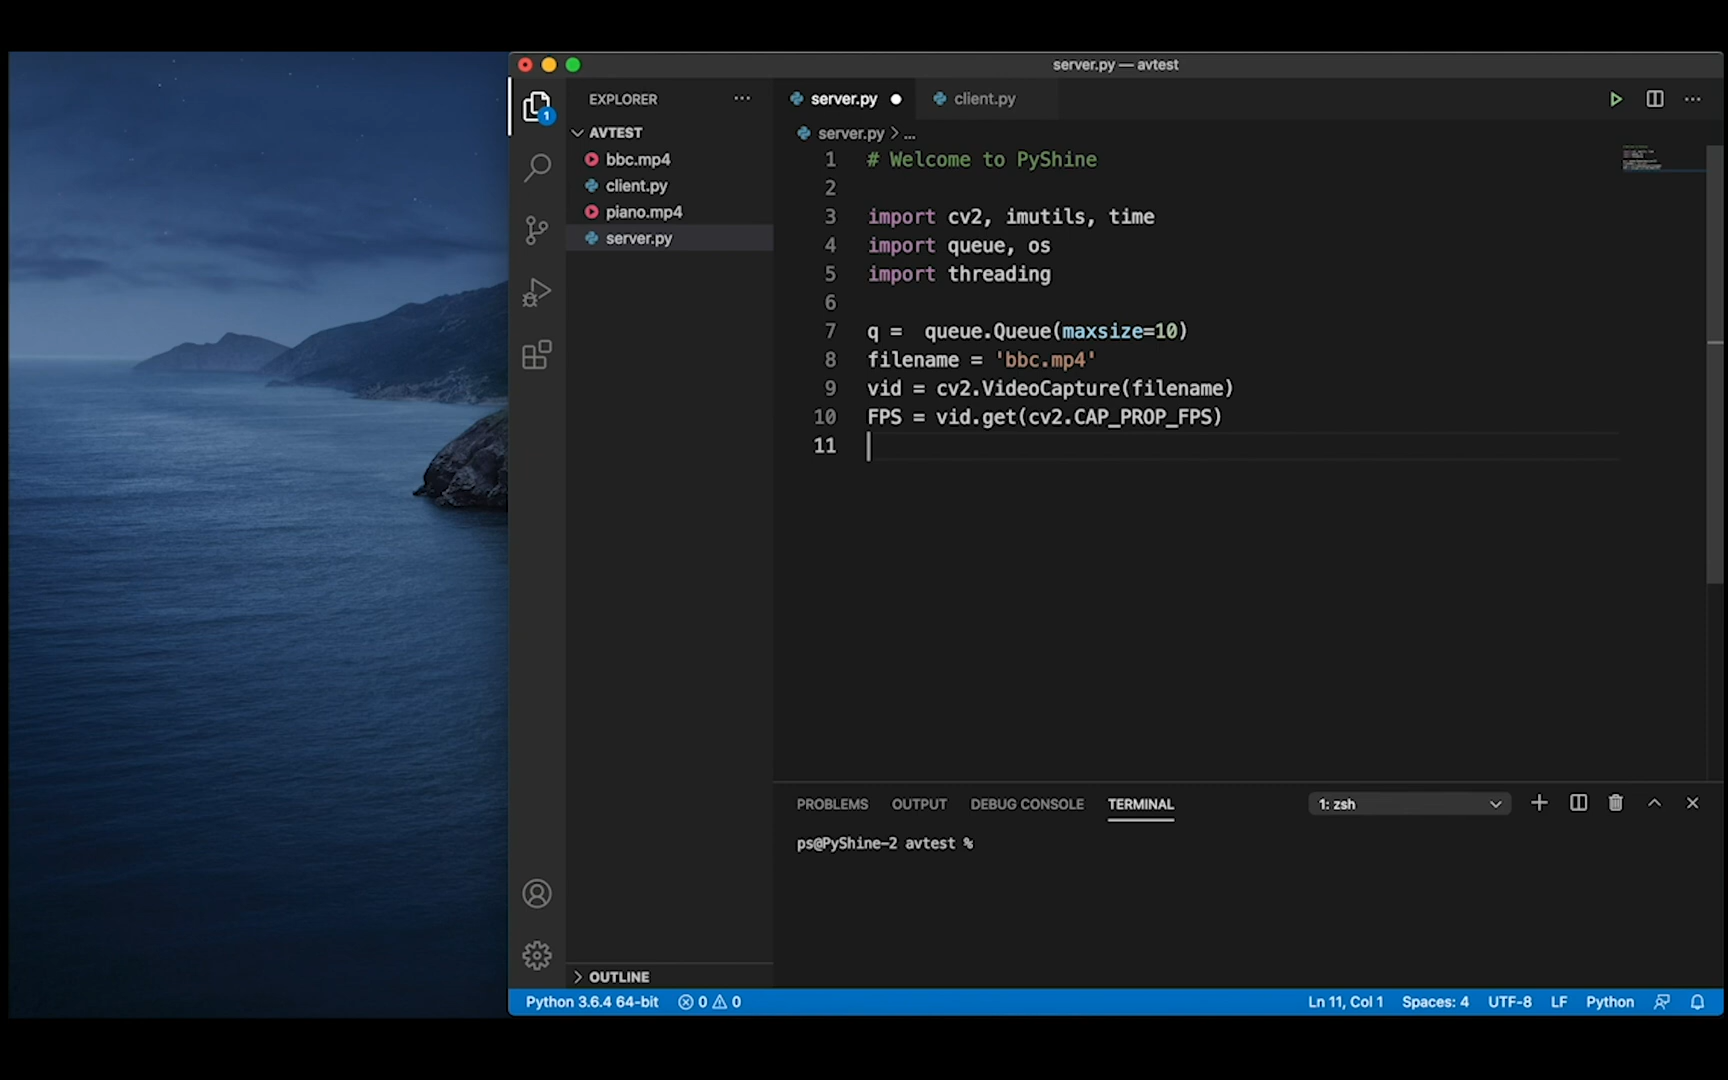 server.py — avtest
EXPLORER ···
server.py
client.py
1
AVTEST
server.py > ...
bbc.mp4
client.py
piano.mp4
server.py
1 # Welcome to PyShine
2
3 import cv2, imutils, time
4 import queue, os
5 import threading
6
7 q =  queue.Queue(maxsize=10)
8 filename = 'bbc.mp4'
9 vid = cv2.VideoCapture(filename)
10 FPS = vid.get(cv2.CAP_PROP_FPS)
11
PROBLEMS OUTPUT DEBUG CONSOLE TERMINAL 1: zsh
ps@PyShine-2 avtest %
OUTLINE
Python 3.6.4 64-bit 0 0 Ln 11, Col 1 Spaces: 4 UTF-8 LF Python